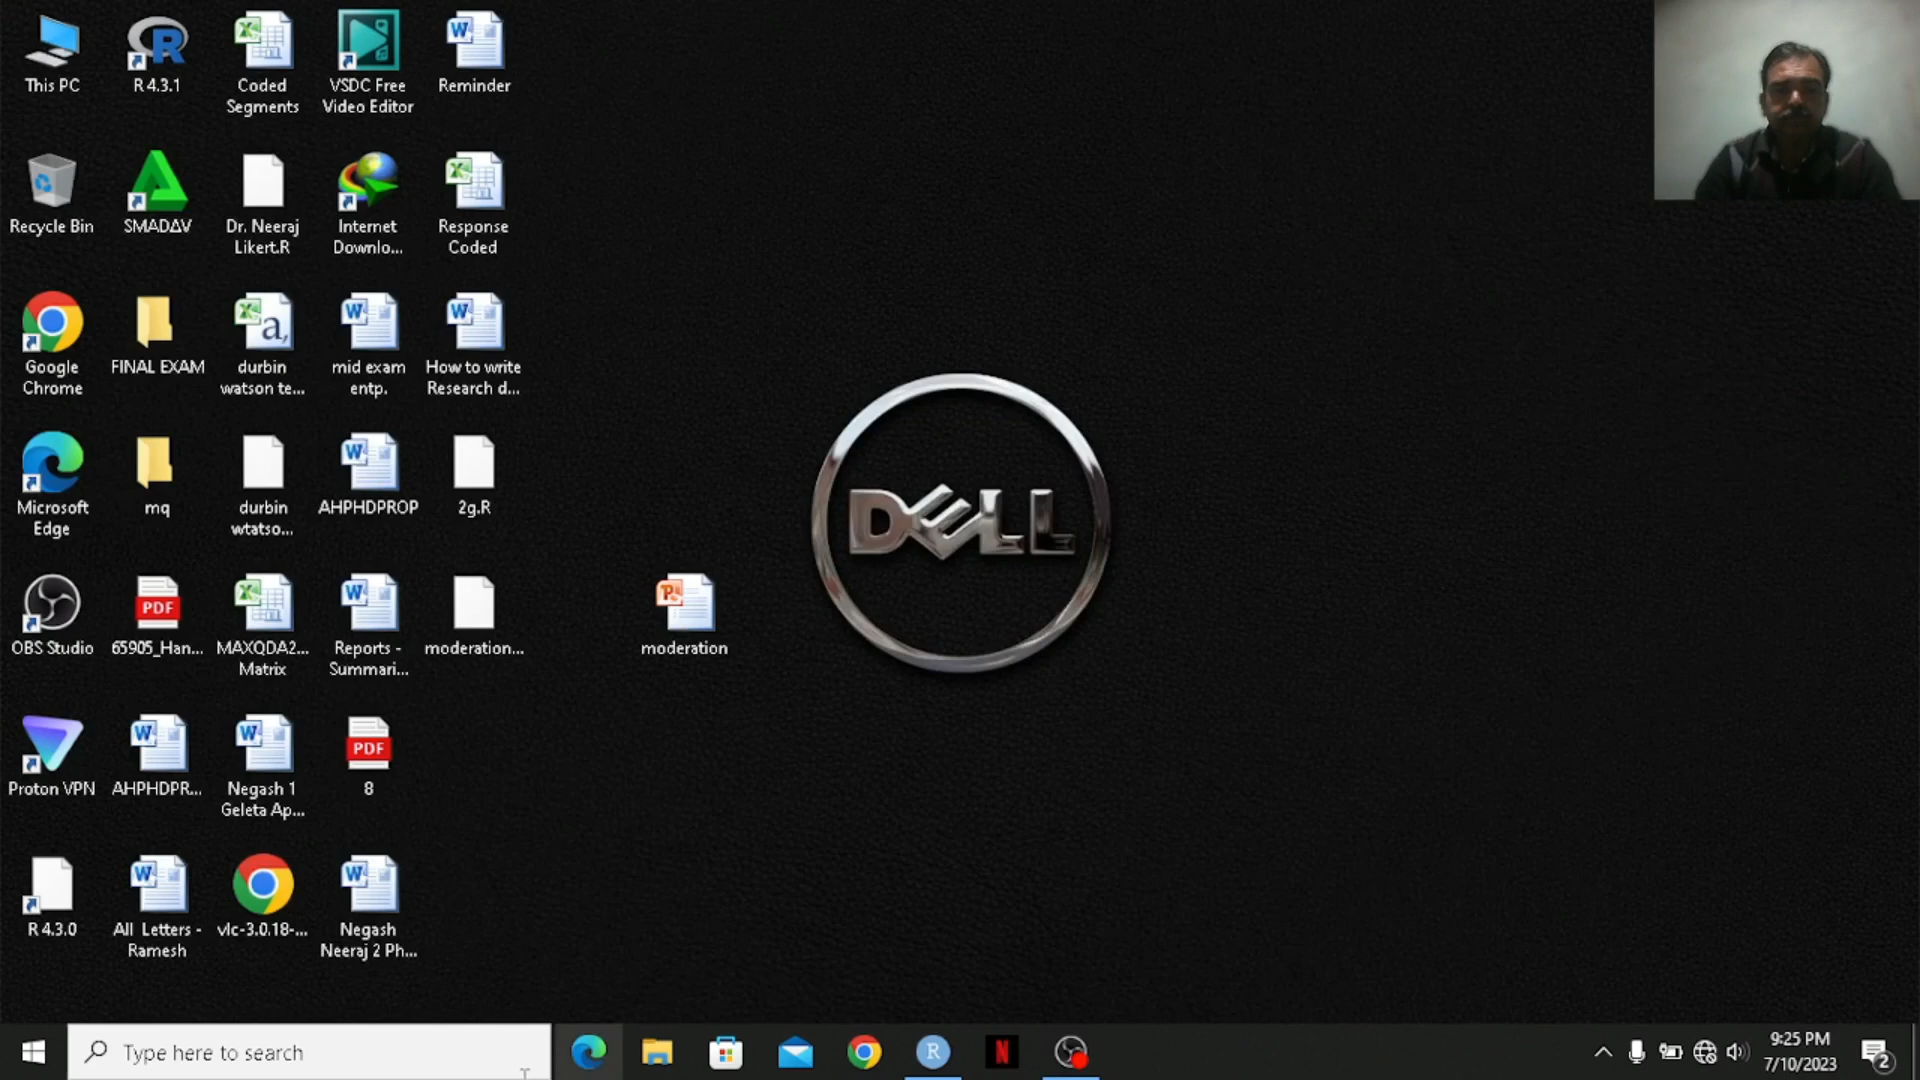 This PC
R 4.3.1
Coded
Segments
VSDC Free
Video Editor
Reminder
Recycle Bin
SMADAV
Dr. Neeraj
Likert.R
Internet
Downlo...
Response
Coded
Google
Chrome
FINAL EXAM
durbin
watson te...
mid exam
entp.
How to write
Research d...
Microsoft
Edge
mq
durbin
wtatso...
AHPHDPROP
2g.R
DELL
OBS Studio
PDF
65905_Han...
MAXQDA2...
Matrix
Reports -
Summari...
moderation...
moderation
Proton VPN
AHPHDPR...
Negash 1
Geleta Ap...
PDF
8
R 4.3.0
All Letters -
Ramesh
vlc-3.0.18-...
Negash
Neeraj 2 Ph...
Type here to search
R
N
9:25 PM
7/10/2023
2